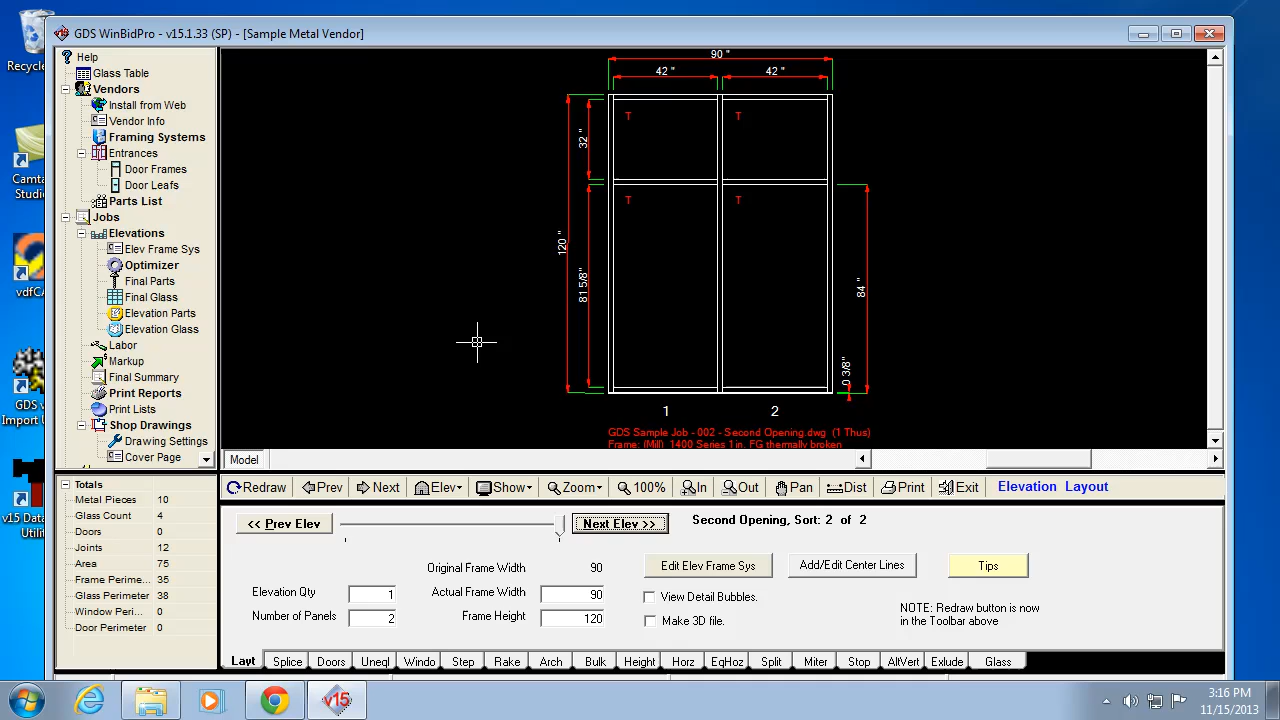 GDS WinBidPro - v15.1.33 (SP) - [Sample Metal Vendor]
Recycle
Camta
Studio
vdfCA
GDS v
Import U
v15 Data
Utilit
Help
Glass Table
Vendors
Install from Web
Vendor Info
Framing Systems
Entrances
Door Frames
Door Leafs
Parts List
Jobs
Elevations
Elev Frame Sys
Optimizer
Final Parts
Final Glass
Elevation Parts
Elevation Glass
Labor
Markup
Final Summary
Print Reports
Print Lists
Shop Drawings
Drawing Settings
Cover Page
90 "
42 "
42 "
32 "
T
T
T
T
120 "
81 5/8"
84 "
0 3/8"
1
2
GDS Sample Job - 002 - Second Opening.dwg (1 Thus)
Frame: (Mill) 1400 Series 1in. FG thermally broken
Model
Totals
Metal Pieces 10
Glass Count 4
Doors 0
Joints 12
Area 75
Frame Perime... 35
Glass Perimeter 38
Window Peri... 0
Door Perimeter 0
Redraw Prev Next Elev Show Zoom 100% In Out Pan Dist Print Exit Elevation Layout
<< Prev Elev Next Elev >> Second Opening, Sort: 2 of 2
Original Frame Width 90 Edit Elev Frame Sys Add/Edit Center Lines Tips
Elevation Qty 1 Actual Frame Width 90 View Detail Bubbles.
Number of Panels 2 Frame Height 120 Make 3D file.
NOTE: Redraw button is now
in the Toolbar above
Layt Splice Doors Uneql Windo Step Rake Arch Bulk Height Horz EqHoz Split Miter Stop AltVert Exlude Glass
v15
3:16 PM
11/15/2013